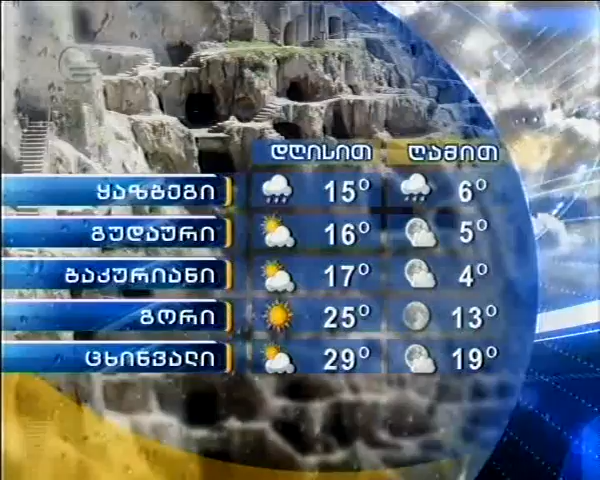 დღისით ღამით
ყაზბეგი 15° 6°
გუდაური 16° 5°
ბაკურიანი 17° 4°
გორი 25° 13°
ცხინვალი 29° 19°